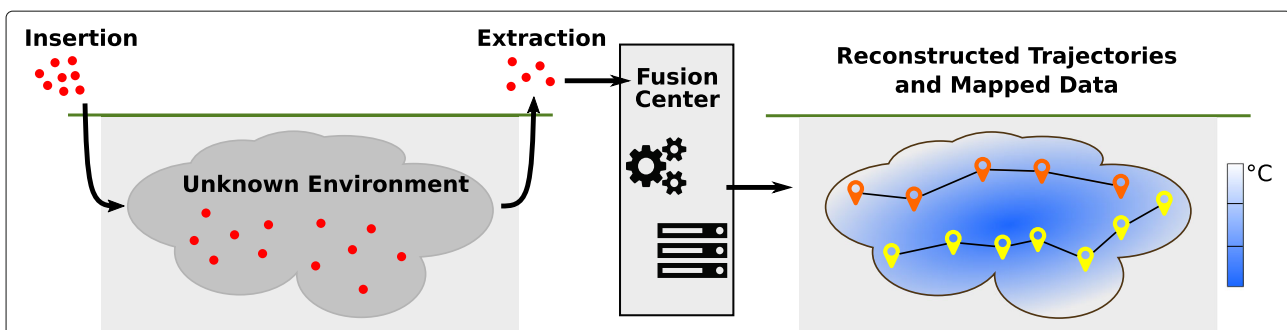 Insertion
Extraction
Unknown Environment
Fusion
Center
Reconstructed Trajectories
and Mapped Data
°C